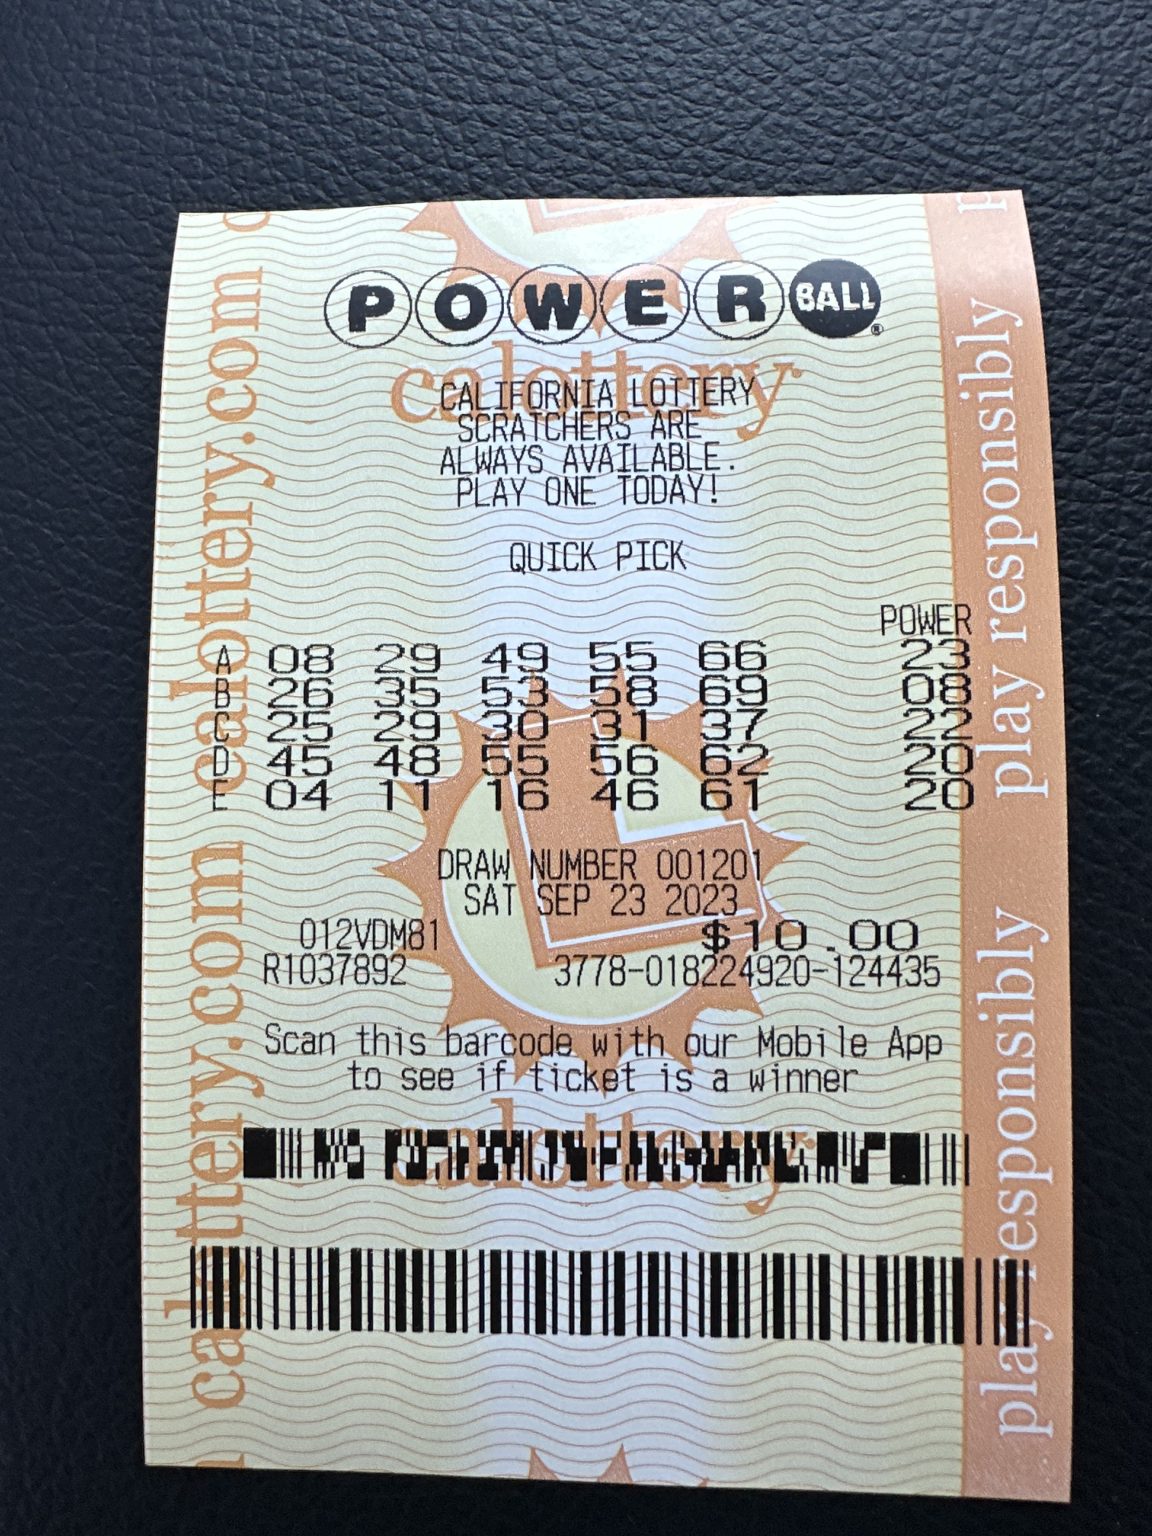 POWERBALL®
calottery
CALIFORNIA LOTTERY
SCRATCHERS ARE
ALWAYS AVAILABLE.
PLAY ONE TODAY!
QUICK PICK
POWER
A 08 29 49 55 66 23
B 26 35 53 58 69 08
C 25 29 30 31 37 22
D 45 48 55 56 62 20
E 04 11 16 46 61 20
DRAW NUMBER 001201
SAT SEP 23 2023
012VDM81 $10.00
R1037892 3778-018224920-124435
Scan this barcode with our Mobile App
to see if ticket is a winner
calottery
calottery.com
calottery.com
play responsibly
play responsibly